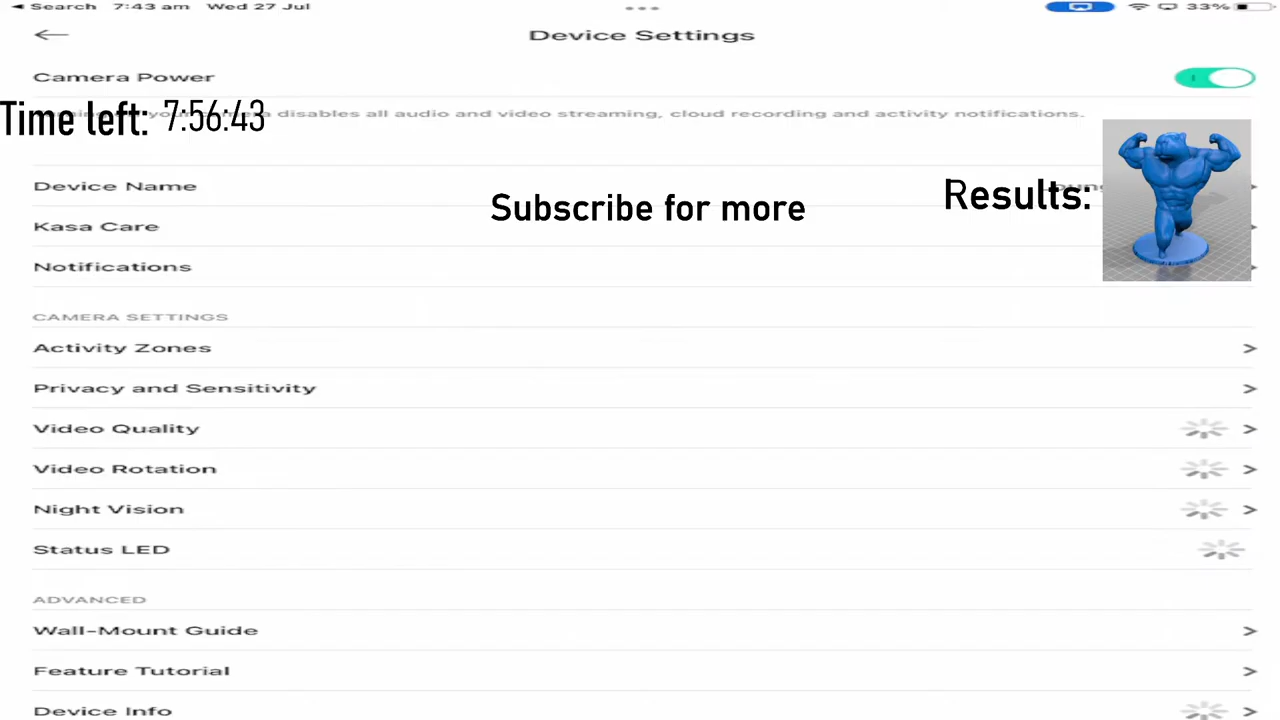 Search 7:43 am Wed 27 Jul
33%
Device Settings
Camera Power
Time left: 7:56:43
disables all audio and video streaming, cloud recording and activity notifications.
Device Name
Results:
Subscribe for more
Kasa Care
Notifications
CAMERA SETTINGS
Activity Zones
Privacy and Sensitivity
Video Quality
Video Rotation
Night Vision
Status LED
ADVANCED
Wall-Mount Guide
Feature Tutorial
Device Info